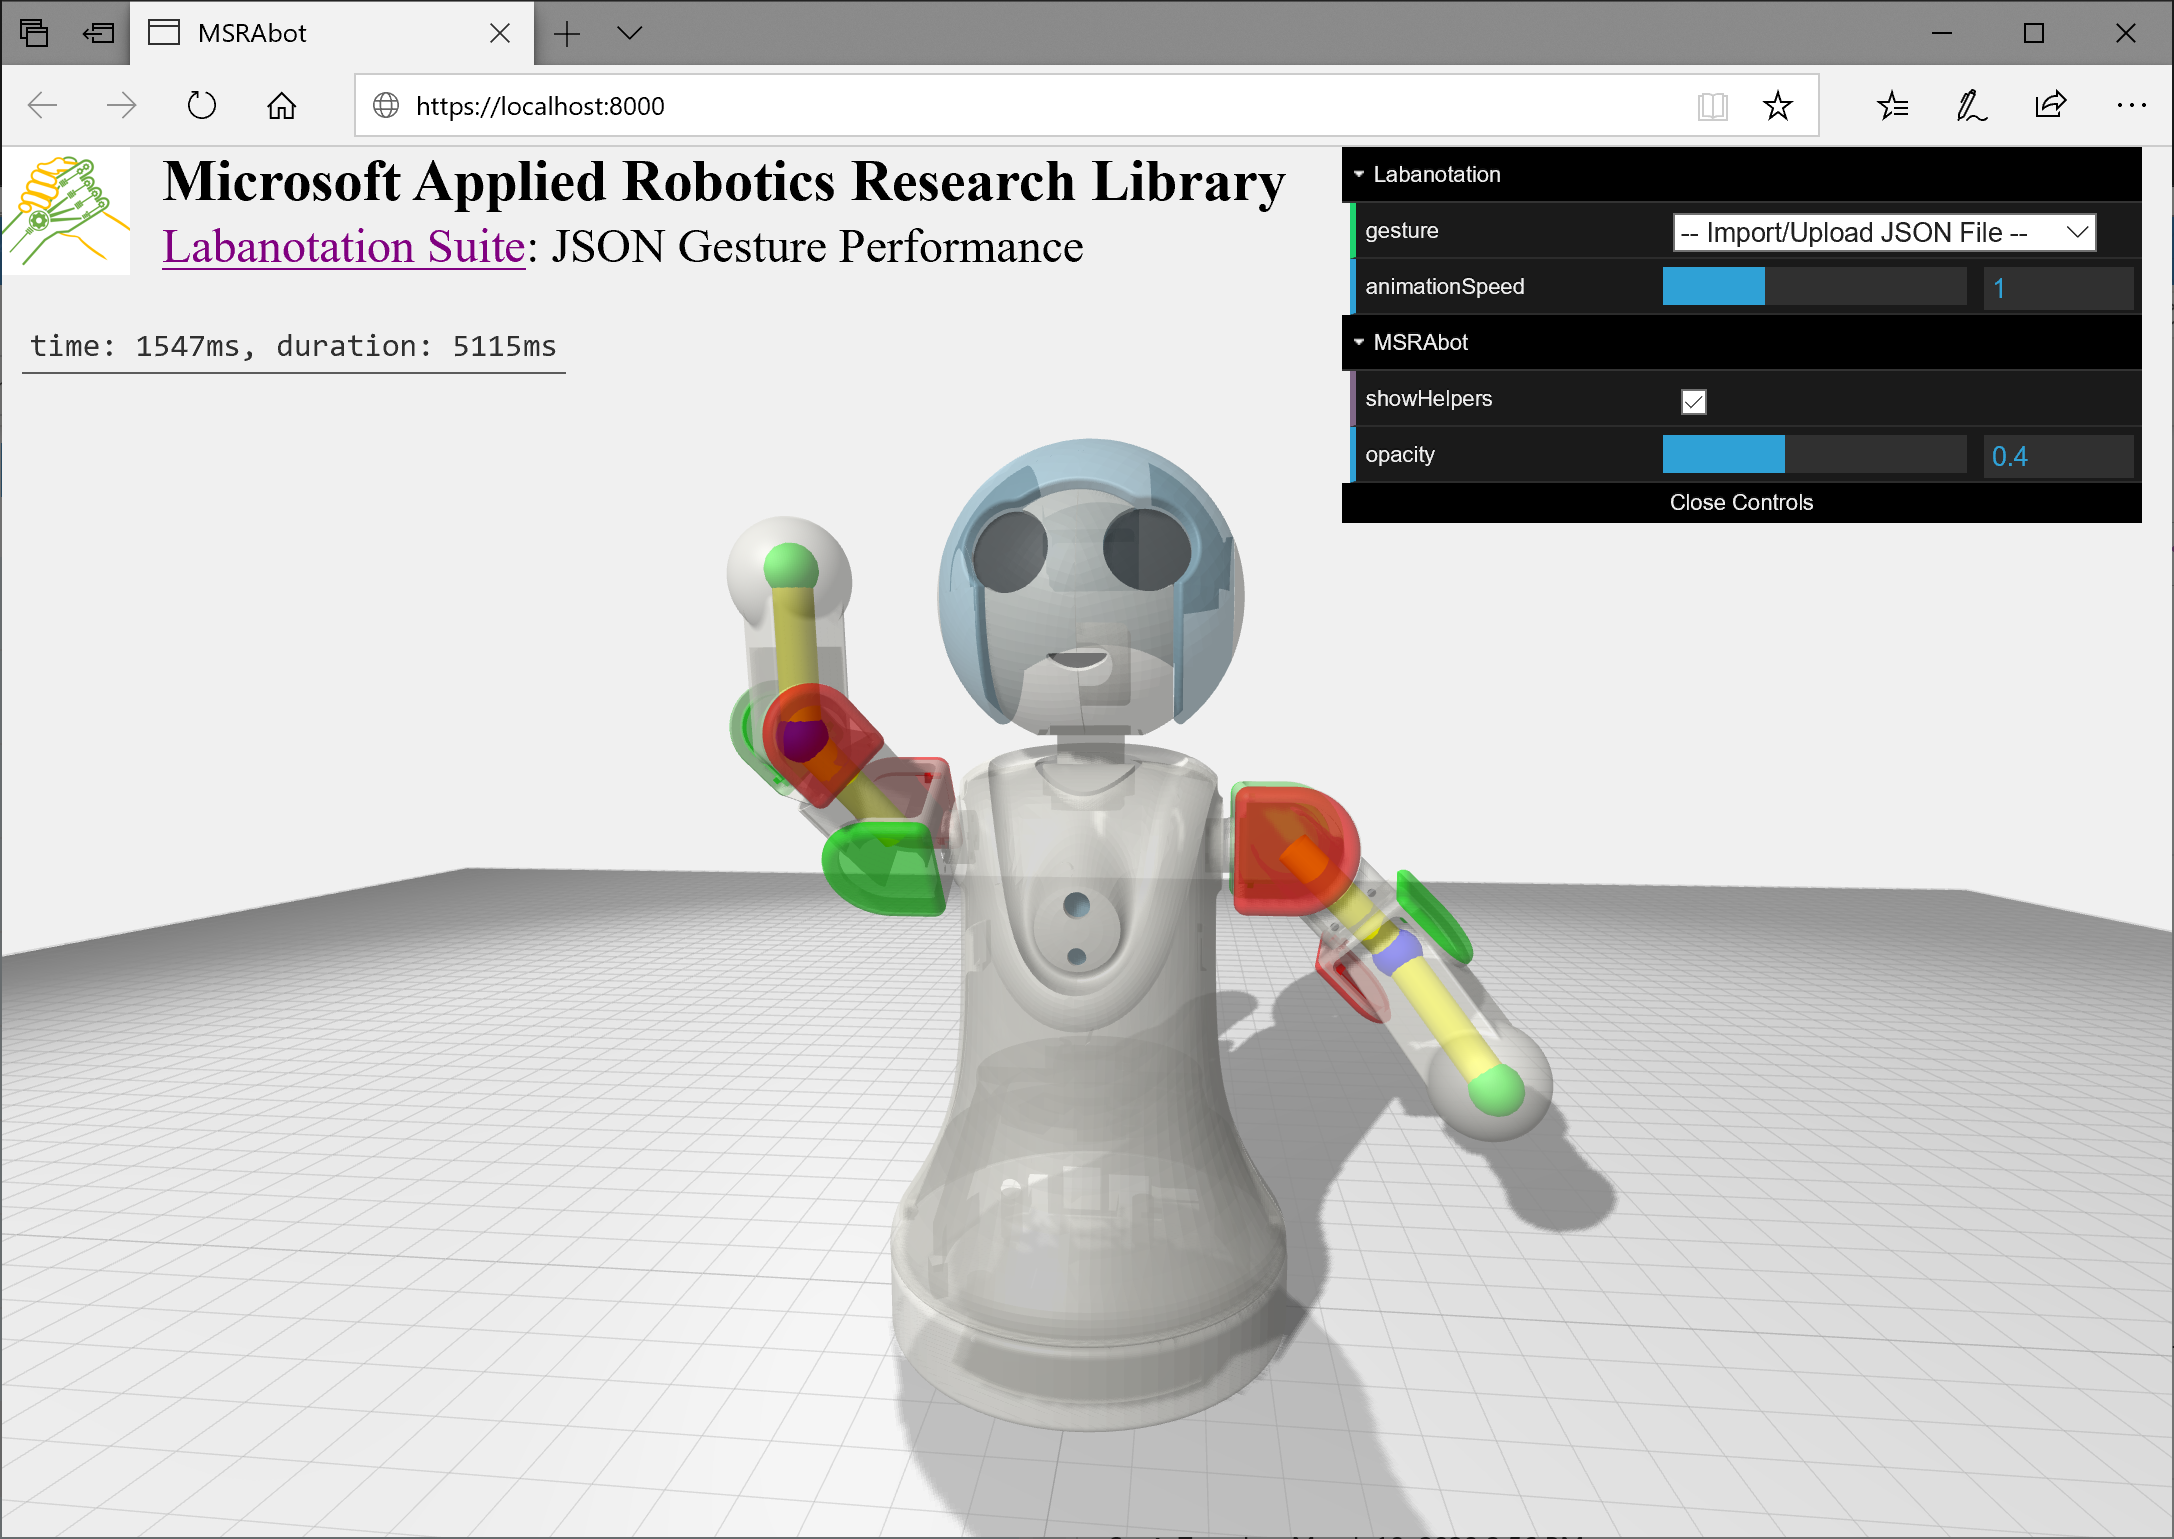 MSRAbot
https://localhost:8000
Microsoft Applied Robotics Research Library
Labanotation Suite: JSON Gesture Performance
time: 1547ms, duration: 5115ms
Labanotation
gesture -- Import/Upload JSON File --
animationSpeed 1
MSRAbot
showHelpers
opacity 0.4
Close Controls